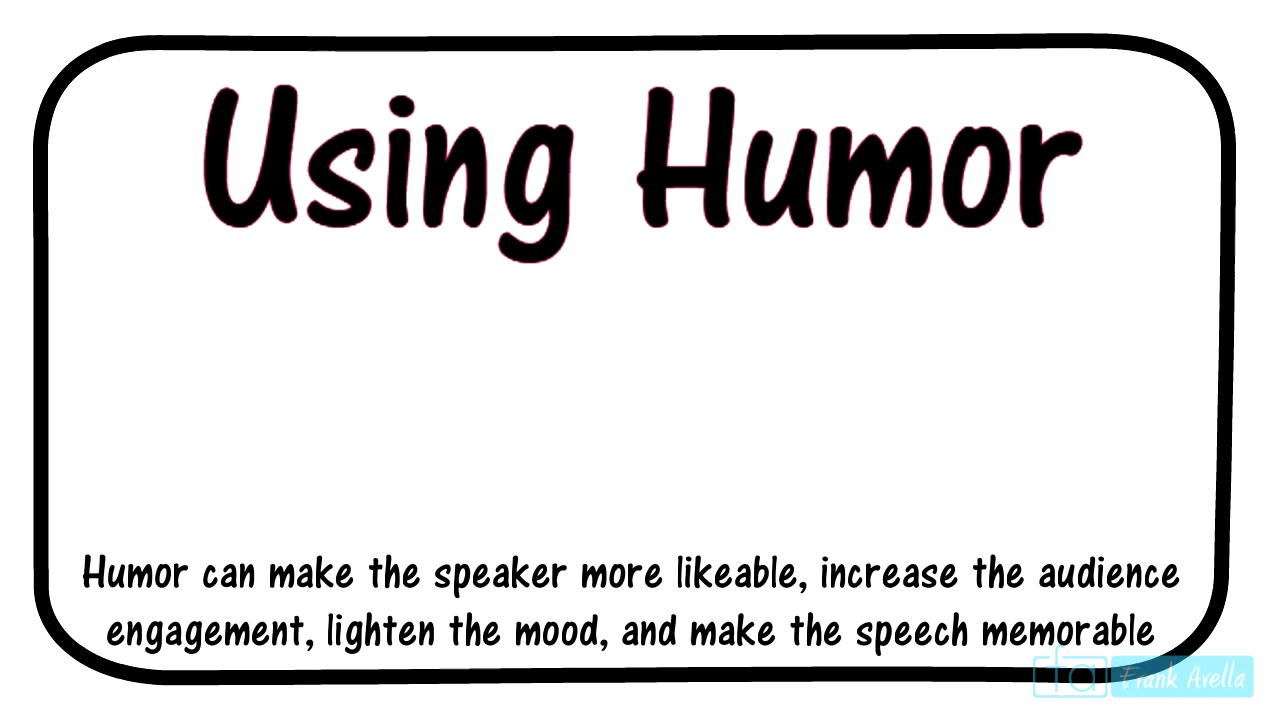 Using Humor
Humor can make the speaker more likeable, increase the audience
engagement, lighten the mood, and make the speech memorable
fa Frank Avella